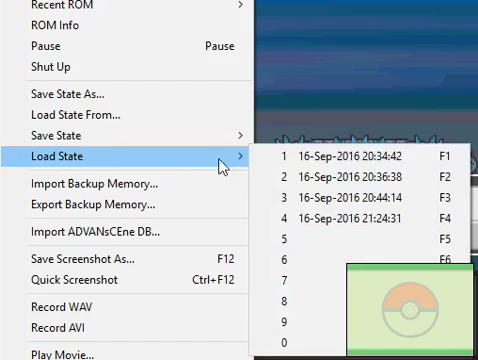 Recent ROM
ROM Info
Pause Pause
Shut Up
Save State As...
Load State From...
Save State
Load State
Import Backup Memory...
Export Backup Memory...
Import ADVANsCEne DB...
Save Screenshot As... F12
Quick Screenshot Ctrl+F12
Record WAV
Record AVI
Play Movie...
1 16-Sep-2016 20:34:42 F1
2 16-Sep-2016 20:36:38 F2
3 16-Sep-2016 20:44:14 F3
4 16-Sep-2016 21:24:31 F4
5 F5
6 F6
7
8
9
0